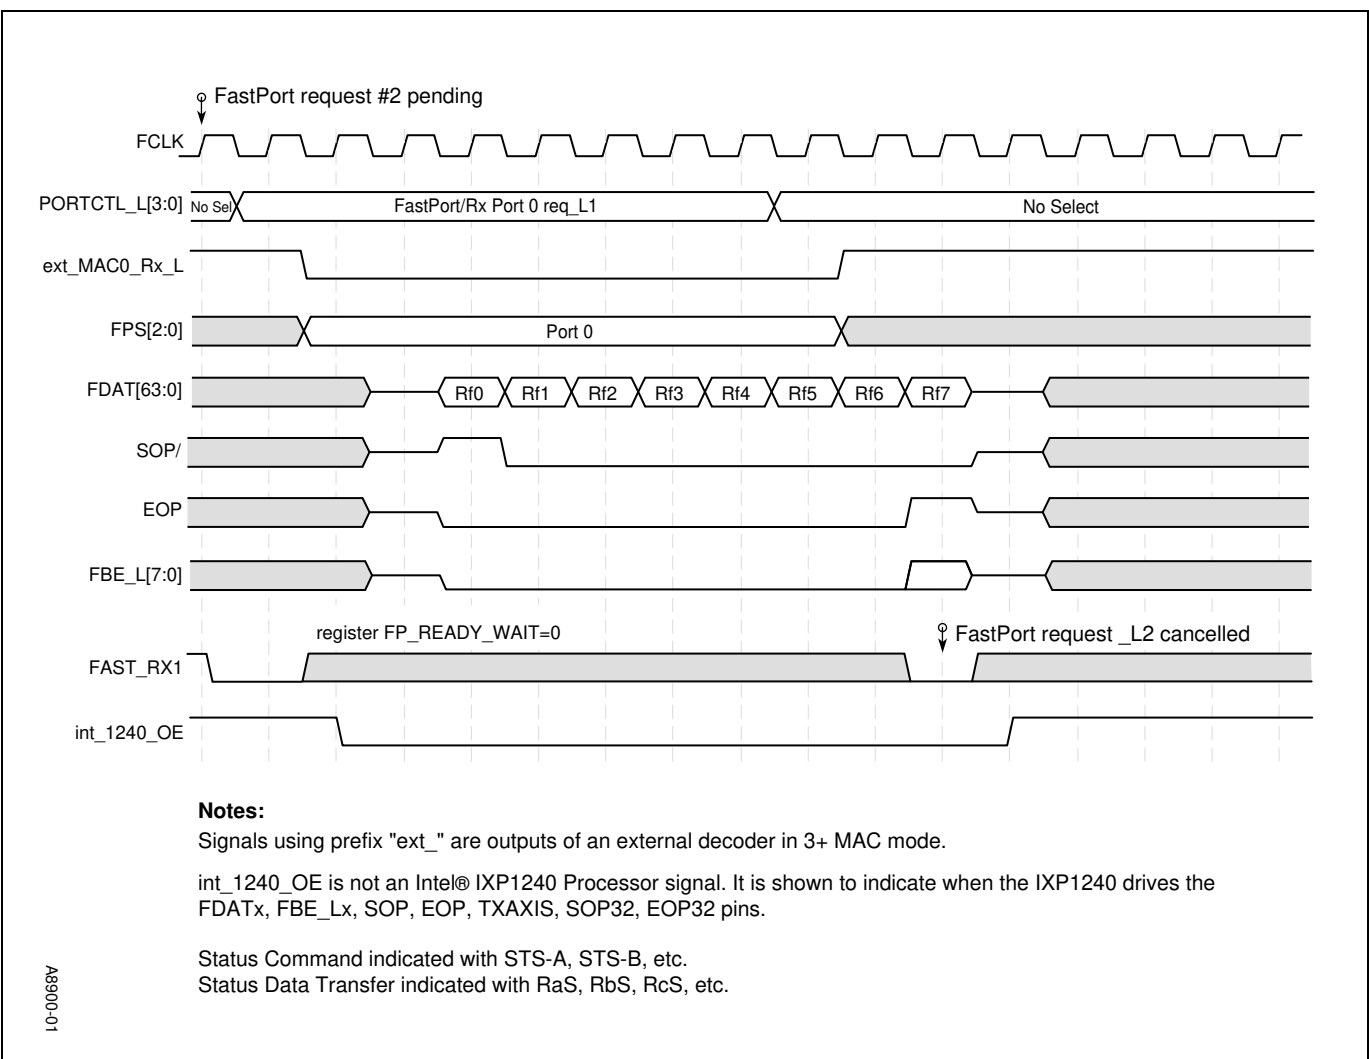 FastPort request #2 pending
FCLK
PORTCTL_L[3:0] No Sel FastPort/Rx Port 0 req_L1 No Select
ext_MAC0_Rx_L
FPS[2:0] Port 0
FDAT[63:0] Rf0 Rf1 Rf2 Rf3 Rf4 Rf5 Rf6 Rf7
SOP/
EOP
FBE_L[7:0]
register FP_READY_WAIT=0 FastPort request _L2 cancelled
FAST_RX1
int_1240_OE
Notes:
Signals using prefix "ext_" are outputs of an external decoder in 3+ MAC mode.
int_1240_OE is not an Intel® IXP1240 Processor signal. It is shown to indicate when the IXP1240 drives the
FDATx, FBE_Lx, SOP, EOP, TXAXIS, SOP32, EOP32 pins.
Status Command indicated with STS-A, STS-B, etc.
Status Data Transfer indicated with RaS, RbS, RcS, etc.
A8900-01